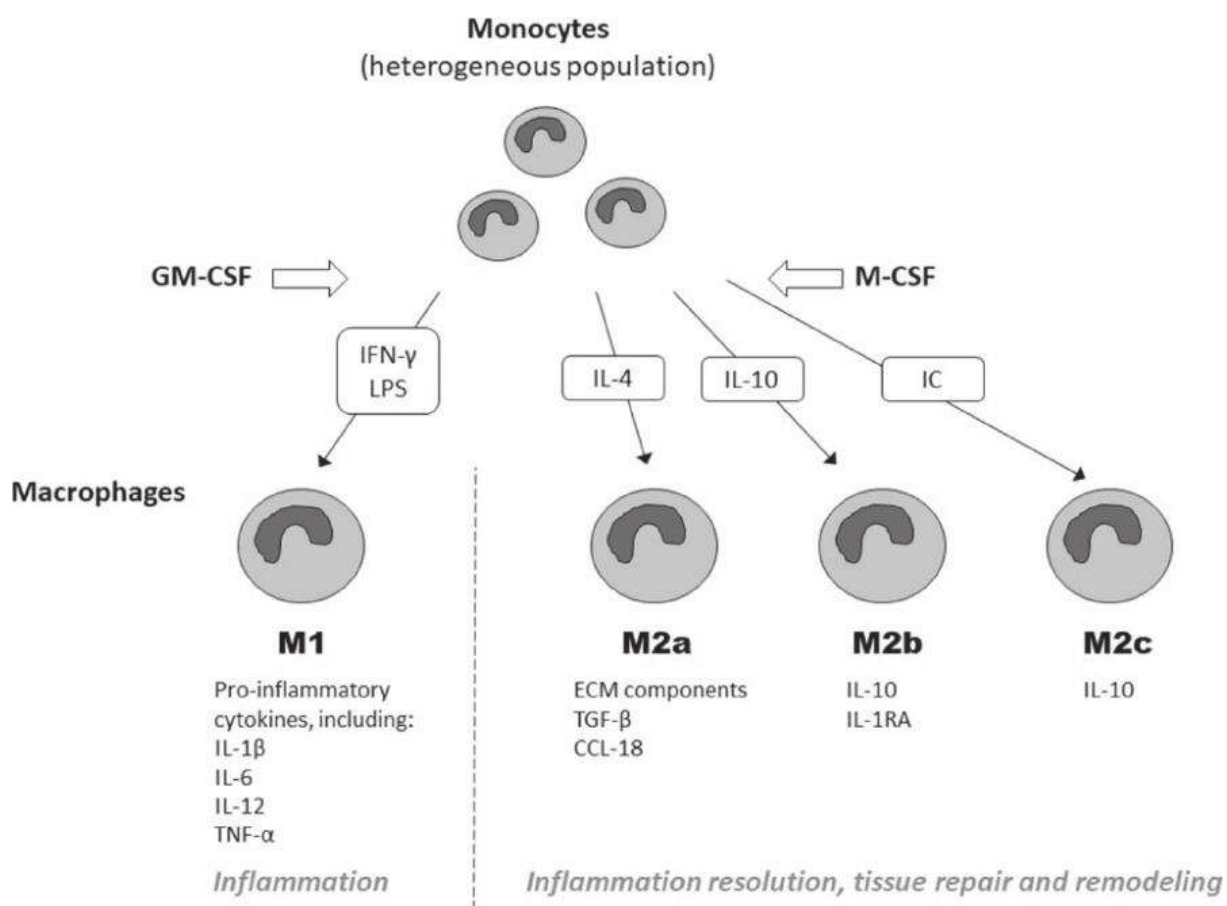 Monocytes
(heterogeneous population)
GM-CSF
M-CSF
IFN-γ
LPS
IL-4
IL-10
IC
Macrophages
M1
M2a
M2b
M2c
Pro-inflammatory
cytokines, including:
IL-1β
IL-6
IL-12
TNF-α
ECM components
TGF-β
CCL-18
IL-10
IL-1RA
IL-10
Inflammation
Inflammation resolution, tissue repair and remodeling